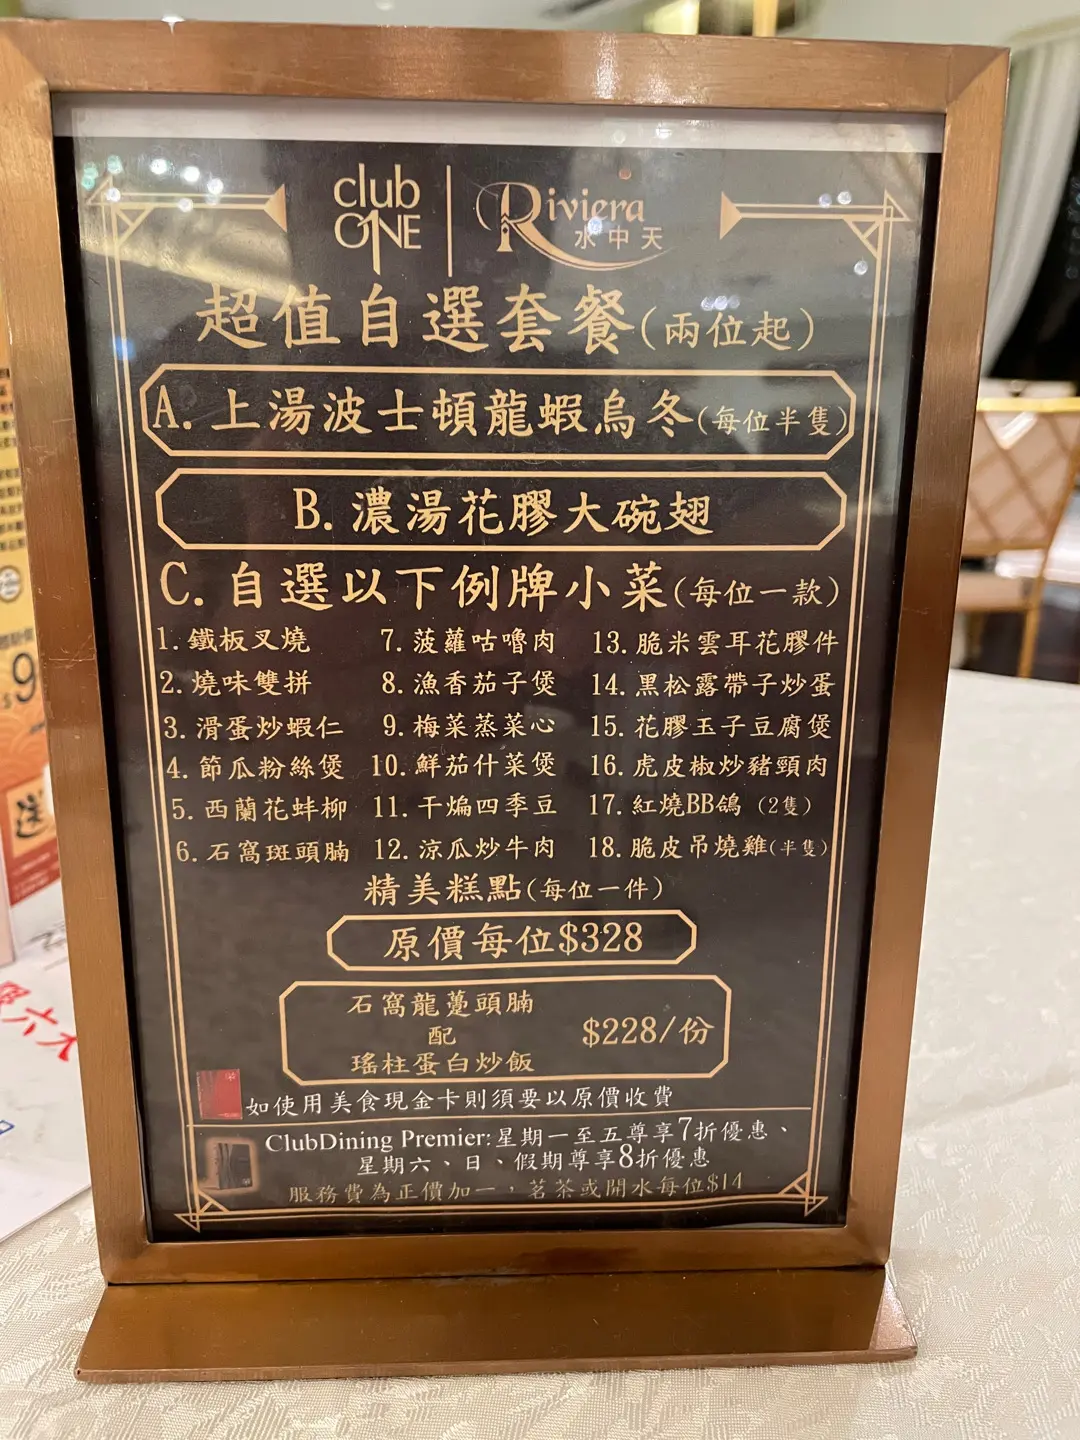 club ONE | Riviera 水中天
超值自選套餐(兩位起)
A. 上湯波士頓龍蝦烏冬(每位半隻)
B. 濃湯花膠大碗翅
C. 自選以下例牌小菜(每位一款)
1. 鐵板叉燒
7. 菠蘿咕嚕肉
13. 脆米雲耳花膠件
2. 燒味雙拼
8. 漁香茄子煲
14. 黑松露帶子炒蛋
3. 滑蛋炒蝦仁
9. 梅菜蒸菜心
15. 花膠玉子豆腐煲
4. 節瓜粉絲煲
10. 鮮茄什菜煲
16. 虎皮椒炒豬頸肉
5. 西蘭花蚌柳
11. 干煸四季豆
17. 紅燒BB鴿 (2隻)
6. 石窩斑頭腩
12. 涼瓜炒牛肉
18. 脆皮吊燒雞(半隻)
精美糕點(每位一件)
原價每位$328
石窩龍躉頭腩
配
瑤柱蛋白炒飯
$228/份
如使用美食現金卡則須要以原價收費
ClubDining Premier:星期一至五尊享7折優惠、
星期六、日、假期尊享8折優惠
服務費為正價加一，茗茶或開水每位$14